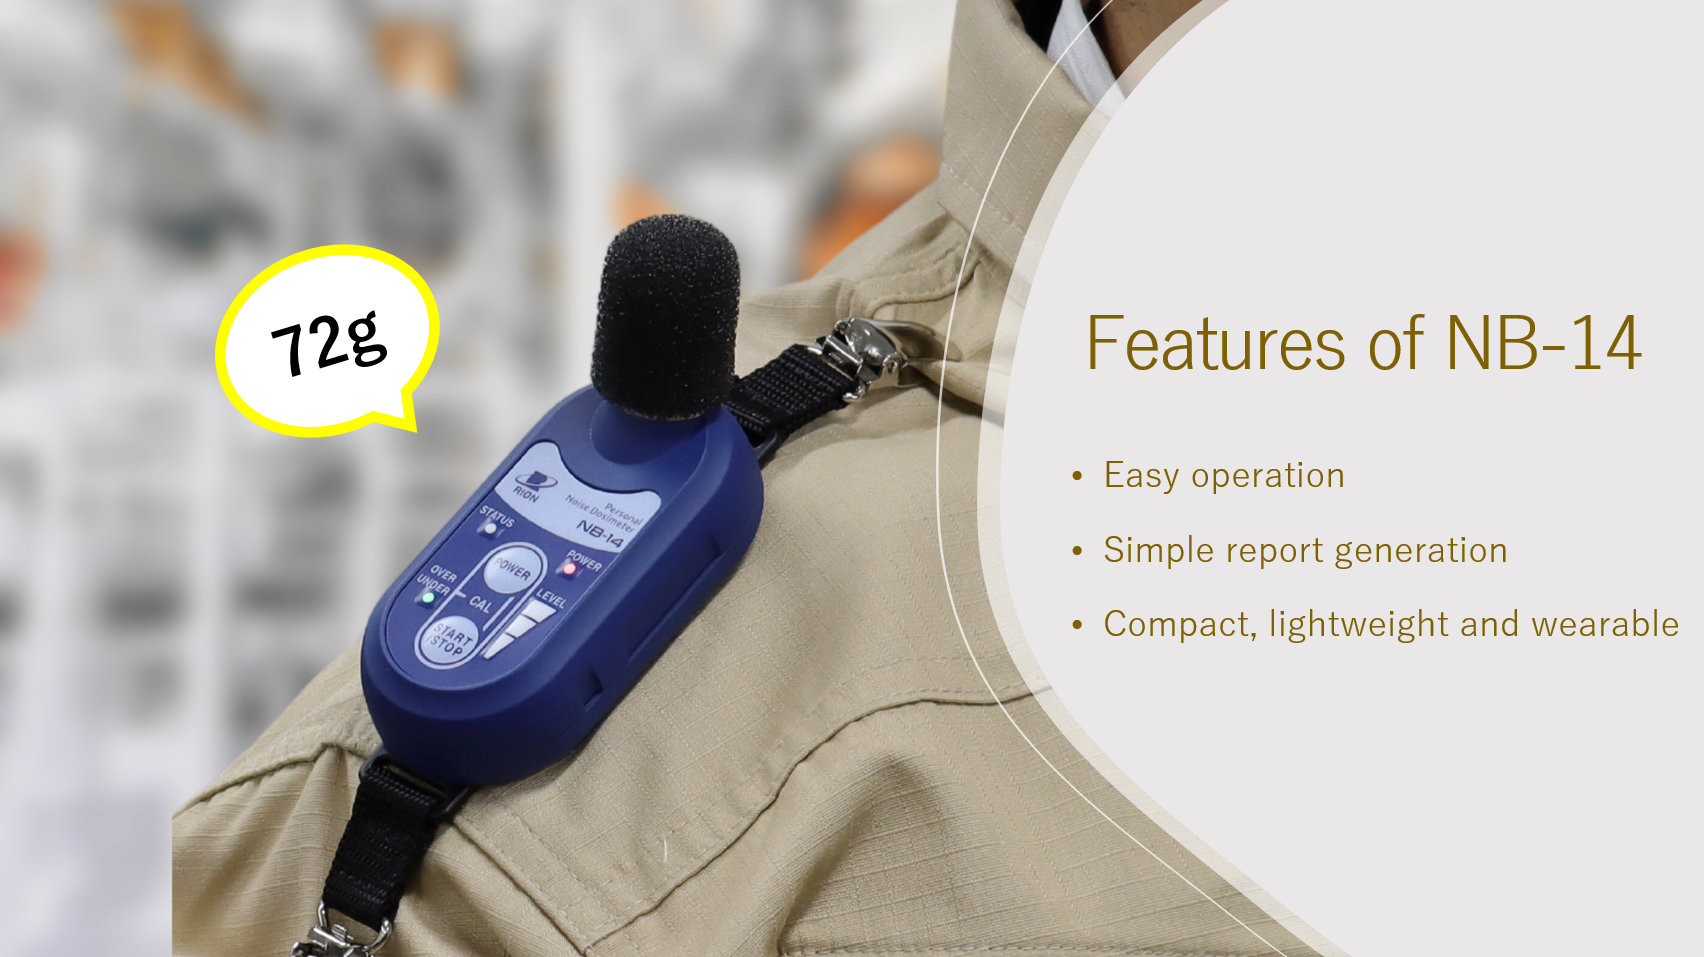 72g
RION
Personal
Noise Dosimeter
NB-14
STATUS
POWER
POWER
OVER
UNDER
CAL
LEVEL
START
/STOP
Features of NB-14
• Easy operation
• Simple report generation
• Compact, lightweight and wearable